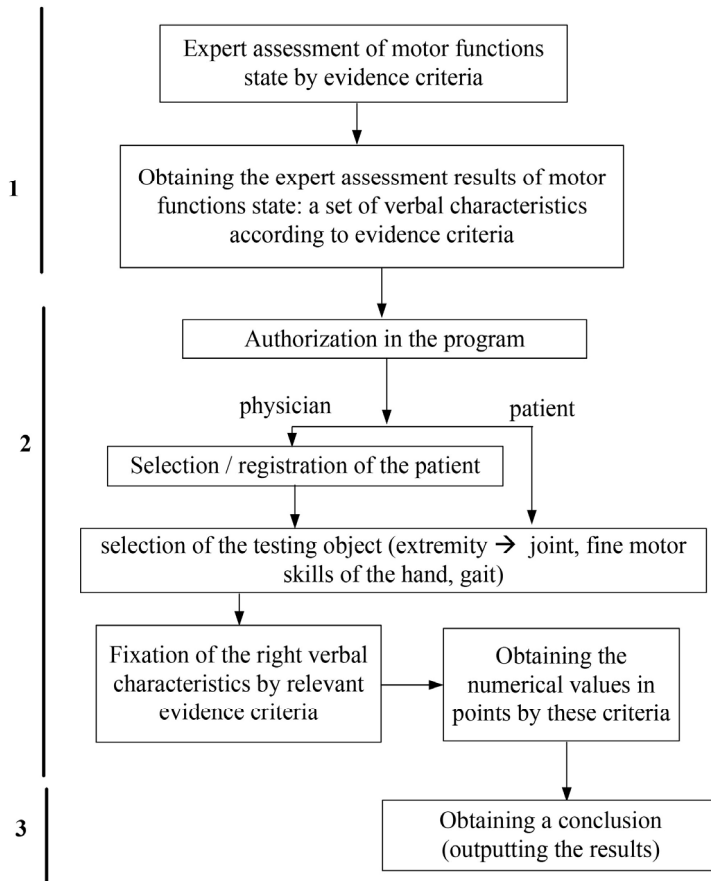 Expert assessment of motor functions
state by evidence criteria
1
Obtaining the expert assessment results of motor
functions state: a set of verbal characteristics
according to evidence criteria
Authorization in the program
physician
patient
2
Selection / registration of the patient
selection of the testing object (extremity → joint, fine motor
skills of the hand, gait)
Fixation of the right verbal
characteristics by relevant
evidence criteria
Obtaining the
numerical values in
points by these criteria
3
Obtaining a conclusion
(outputting the results)